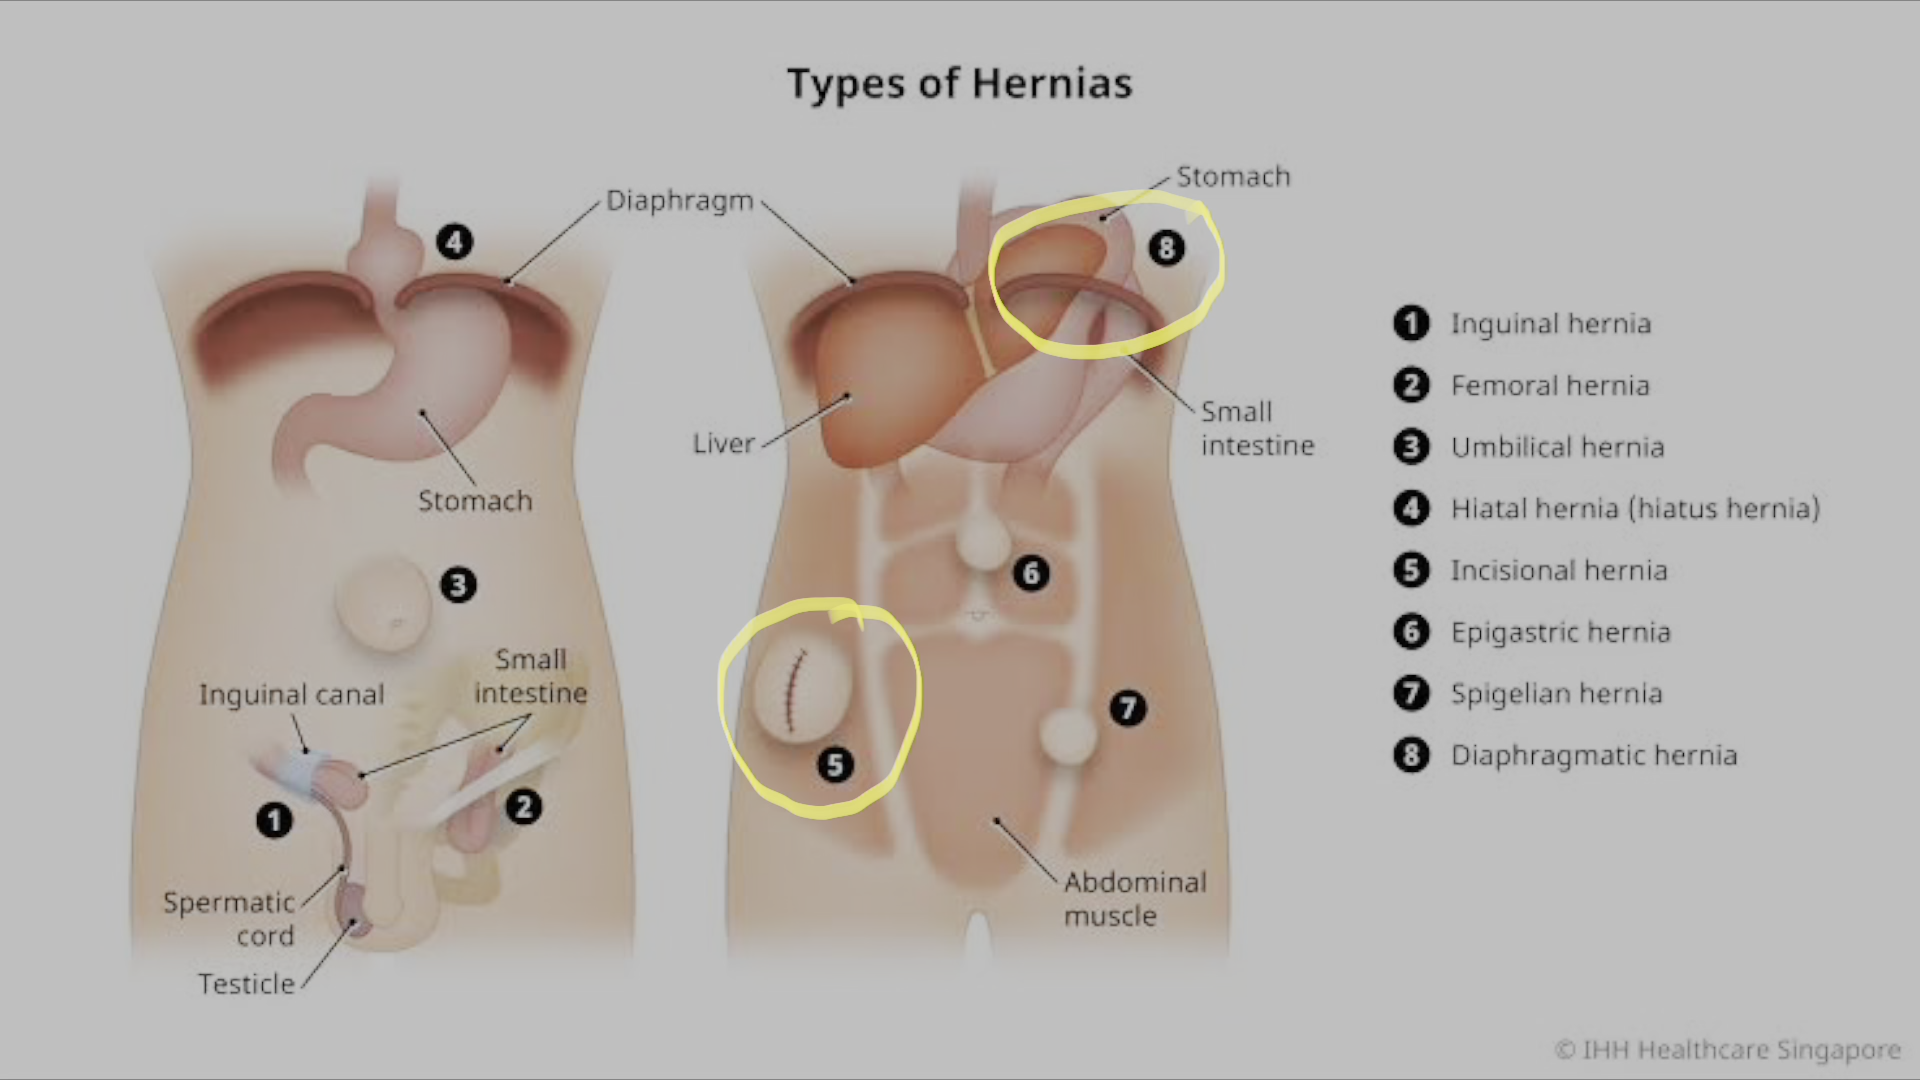 Types of Hernias
Diaphragm
Stomach
4
8
Liver
Small
intestine
Stomach
3
6
Inguinal canal
Small
intestine
5
7
1
2
Spermatic
cord
Testicle
Abdominal
muscle
1 Inguinal hernia
2 Femoral hernia
3 Umbilical hernia
4 Hiatal hernia (hiatus hernia)
5 Incisional hernia
6 Epigastric hernia
7 Spigelian hernia
8 Diaphragmatic hernia
© IHH Healthcare Singapore